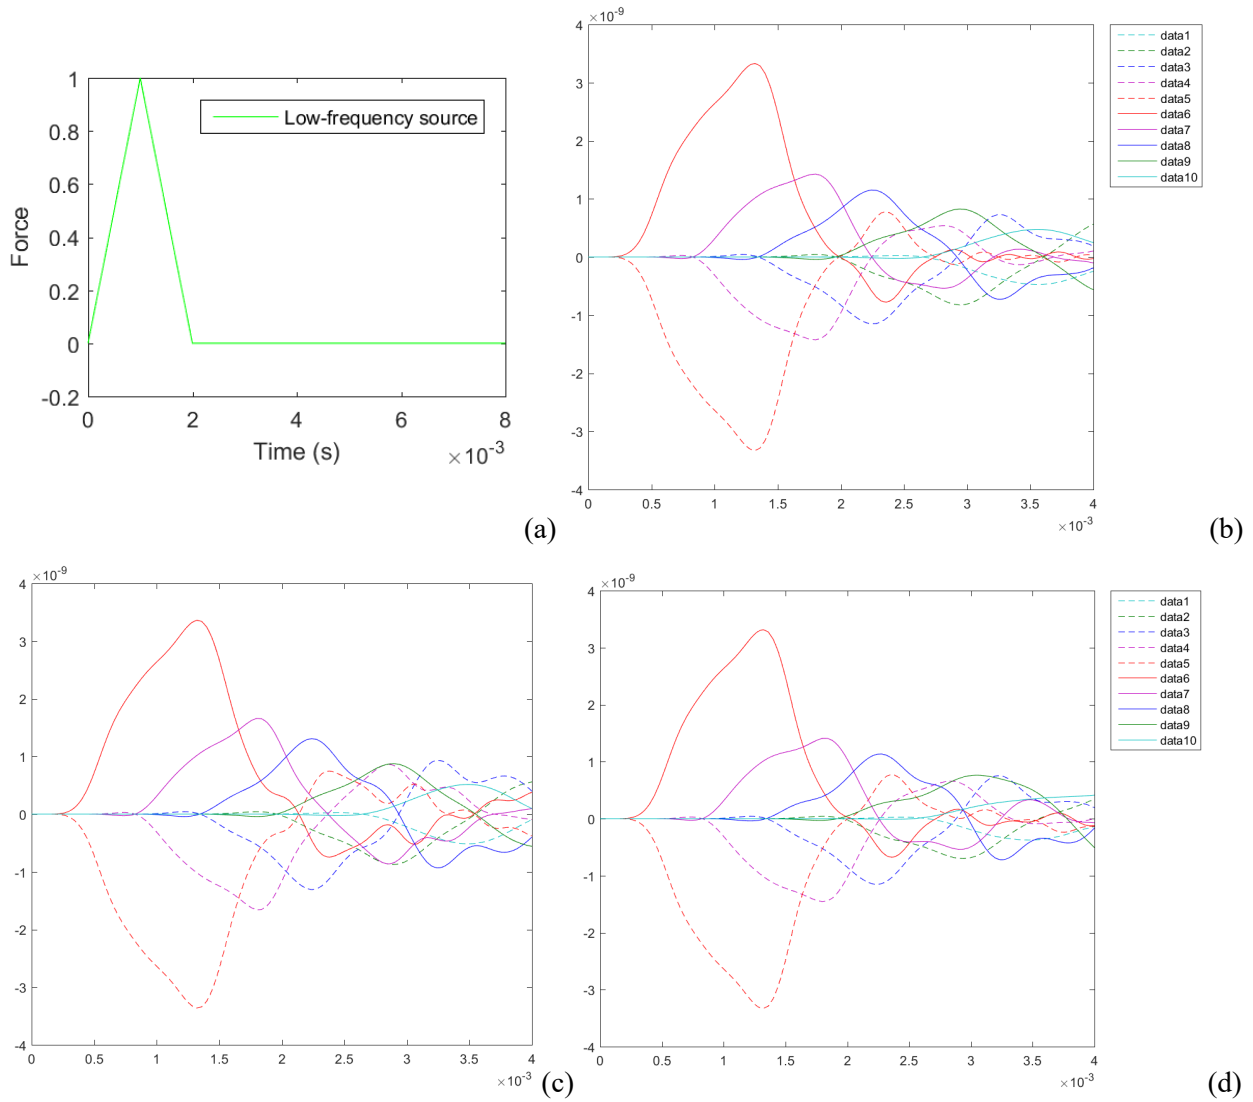 1
0.8
0.6
0.4
0.2
0
-0.2
Force
Low-frequency source
0 2 4 6 8
Time (s)
×10⁻³
(a)
×10⁻⁹
4
3
2
1
0
-1
-2
-3
-4
0 0.5 1 1.5 2 2.5 3 3.5 4
×10⁻³
data1
data2
data3
data4
data5
data6
data7
data8
data9
data10
(b)
×10⁻⁹
4
3
2
1
0
-1
-2
-3
-4
0 0.5 1 1.5 2 2.5 3 3.5 4
×10⁻³
(c)
×10⁻⁹
4
3
2
1
0
-1
-2
-3
-4
0 0.5 1 1.5 2 2.5 3 3.5 4
×10⁻³
data1
data2
data3
data4
data5
data6
data7
data8
data9
data10
(d)